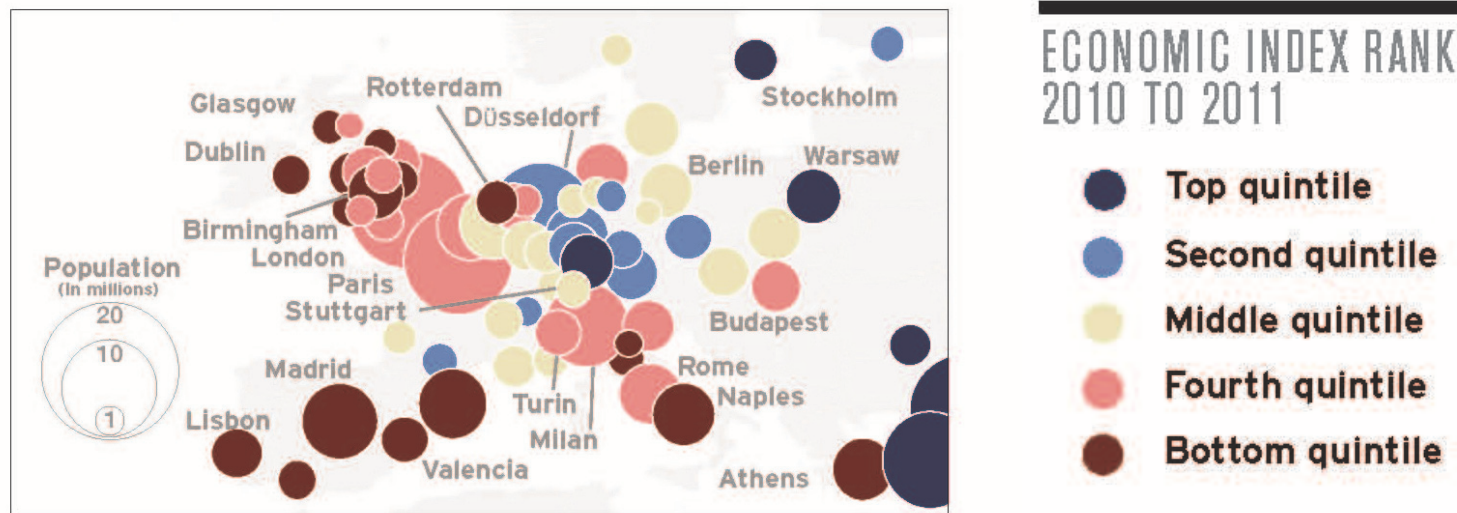 Glasgow
Rotterdam
Düsseldorf
Stockholm
Dublin
Berlin
Warsaw
Birmingham
London
Paris
Stuttgart
Population
(In millions)
20
10
1
Budapest
Madrid
Rome
Lisbon
Turin
Naples
Milan
Valencia
Athens
ECONOMIC INDEX RANK
2010 TO 2011
Top quintile
Second quintile
Middle quintile
Fourth quintile
Bottom quintile